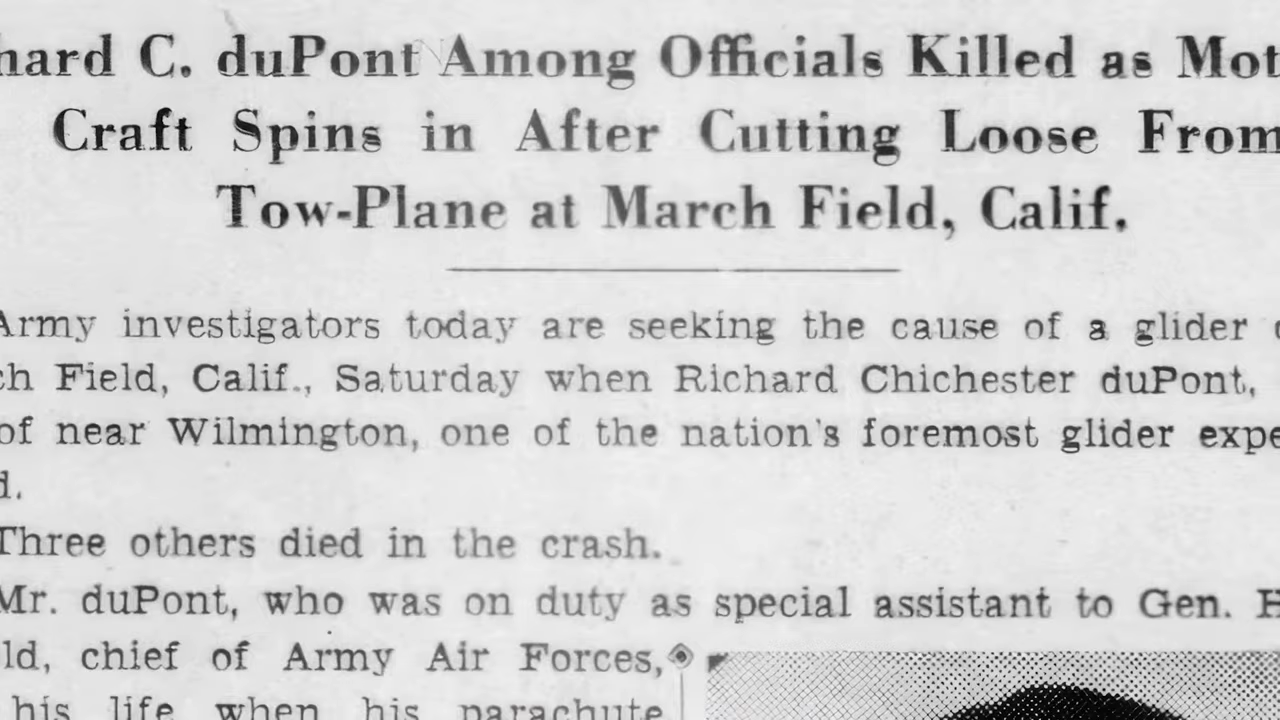 hard C. duPont Among Officials Killed as Mot
Craft Spins in After Cutting Loose From
Tow-Plane at March Field, Calif.
Army investigators today are seeking the cause of a glider
ch Field, Calif., Saturday when Richard Chichester duPont,
of near Wilmington, one of the nation's foremost glider expe
d.
Three others died in the crash.
Mr. duPont, who was on duty as special assistant to Gen. H
ld, chief of Army Air Forces,
his life when his parachute